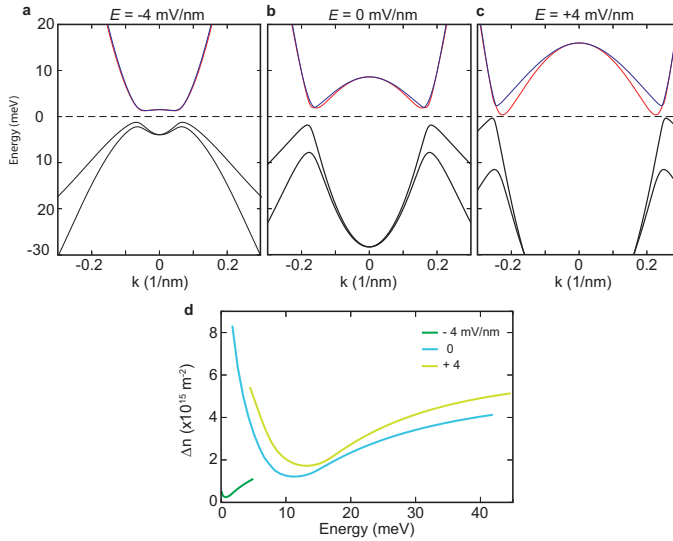 a E = -4 mV/nm
b E = 0 mV/nm
c E = +4 mV/nm
Energy (meV)
20
10
0
10
20
-30
-0.2 0 0.2
-0.2 0 0.2
-0.2 0 0.2
k (1/nm)
k (1/nm)
k (1/nm)
d
Δn (x10¹⁵ m⁻²)
8
6
4
2
0
- 4 mV/nm
0
+ 4
0 10 20 30 40
Energy (meV)